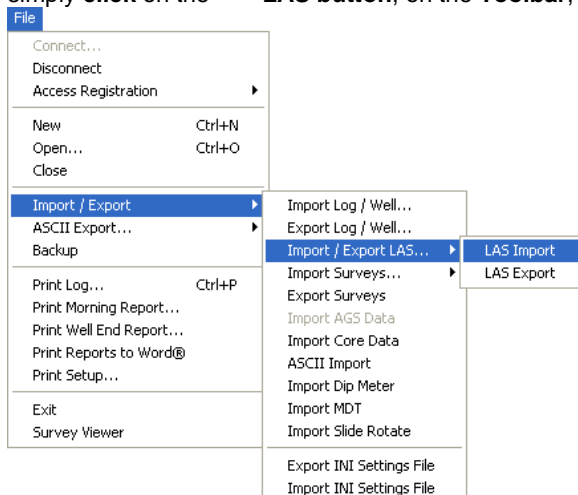 simply click on the LAS button, on the Toolbar,
File
Connect...
Disconnect
Access Registration
New Ctrl+N
Open... Ctrl+O
Close
Import / Export
ASCII Export...
Backup
Print Log... Ctrl+P
Print Morning Report...
Print Well End Report...
Print Reports to Word®
Print Setup...
Exit
Survey Viewer
Import Log / Well...
Export Log / Well...
Import / Export LAS...
Import Surveys...
Export Surveys
Import AGS Data
Import Core Data
ASCII Import
Import Dip Meter
Import MDT
Import Slide Rotate
Export INI Settings File
Import INI Settings File
LAS Import
LAS Export